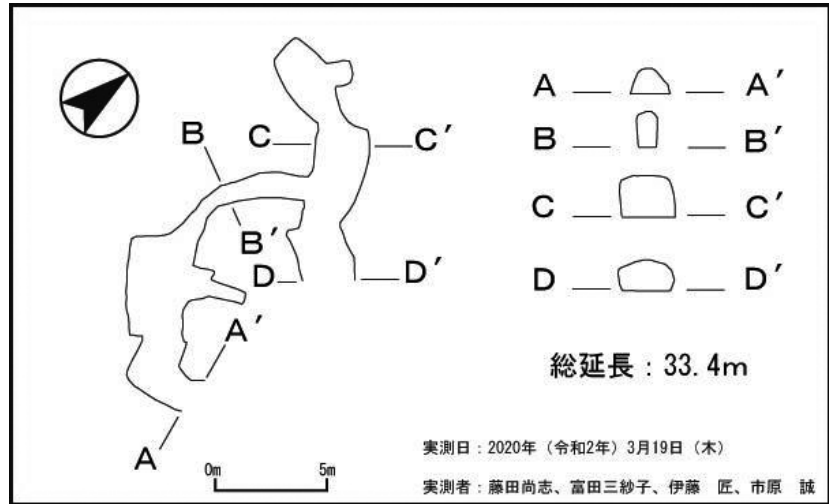 B
C
C′
B′
D
D′
A′
A
0m
5m
A A′
B B′
C C′
D D′
総延長：33.4m
実測日：2020年（令和2年）3月19日（木）
実測者：藤田尚志、富田三紗子、伊藤　匠、市原　誠